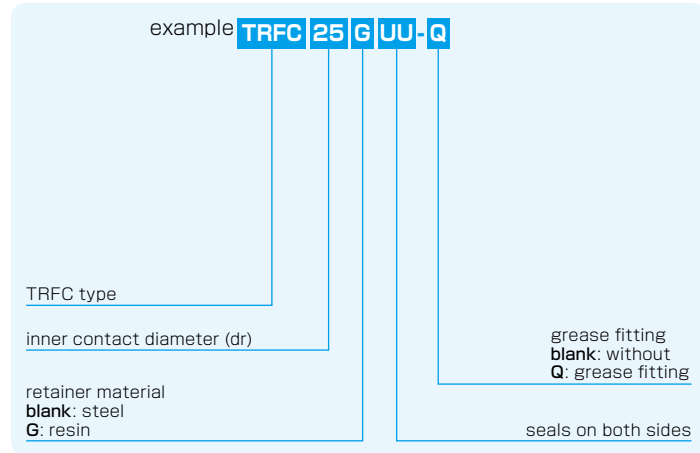 example TRFC 25 G UU-Q
TRFC type
inner contact diameter (dr)
retainer material
blank: steel
G: resin
grease fitting
blank: without
Q: grease fitting
seals on both sides